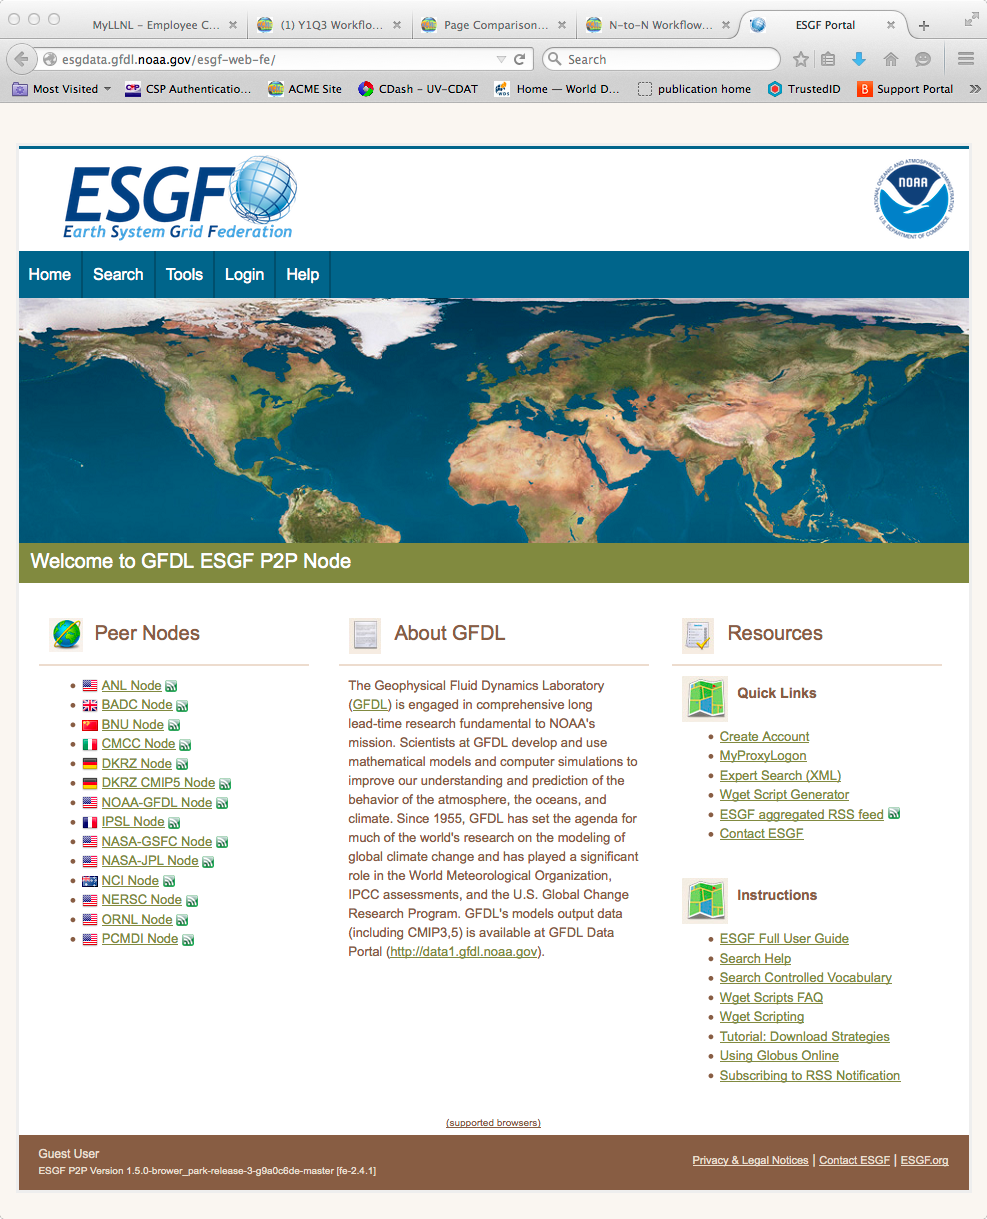 MyLLNL – Employee C...
(1) Y1Q3 Workflo...
Page Comparison...
N-to-N Workflow...
ESGF Portal
esgdata.gfdl.noaa.gov/esgf-web-fe/
Search
Most Visited
CSP Authenticatio...
ACME Site
CDash – UV-CDAT
Home — World D...
publication home
TrustedID
Support Portal
ESGF
Earth System Grid Federation
NATIONAL OCEANIC AND ATMOSPHERIC ADMINISTRATION
NOAA
U.S. DEPARTMENT OF COMMERCE
Home
Search
Tools
Login
Help
Welcome to GFDL ESGF P2P Node
Peer Nodes
ANL Node
BADC Node
BNU Node
CMCC Node
DKRZ Node
DKRZ CMIP5 Node
NOAA-GFDL Node
IPSL Node
NASA-GSFC Node
NASA-JPL Node
NCI Node
NERSC Node
ORNL Node
PCMDI Node
About GFDL
The Geophysical Fluid Dynamics Laboratory
(GFDL) is engaged in comprehensive long
lead-time research fundamental to NOAA's
mission. Scientists at GFDL develop and use
mathematical models and computer simulations to
improve our understanding and prediction of the
behavior of the atmosphere, the oceans, and
climate. Since 1955, GFDL has set the agenda for
much of the world's research on the modeling of
global climate change and has played a significant
role in the World Meteorological Organization,
IPCC assessments, and the U.S. Global Change
Research Program. GFDL's models output data
(including CMIP3,5) is available at GFDL Data
Portal (http://data1.gfdl.noaa.gov).
Resources
Quick Links
Create Account
MyProxyLogon
Expert Search (XML)
Wget Script Generator
ESGF aggregated RSS feed
Contact ESGF
Instructions
ESGF Full User Guide
Search Help
Search Controlled Vocabulary
Wget Scripts FAQ
Wget Scripting
Tutorial: Download Strategies
Using Globus Online
Subscribing to RSS Notification
(supported browsers)
Guest User
ESGF P2P Version 1.5.0-brower_park-release-3-g9a0c6de-master [fe-2.4.1]
Privacy & Legal Notices | Contact ESGF | ESGF.org